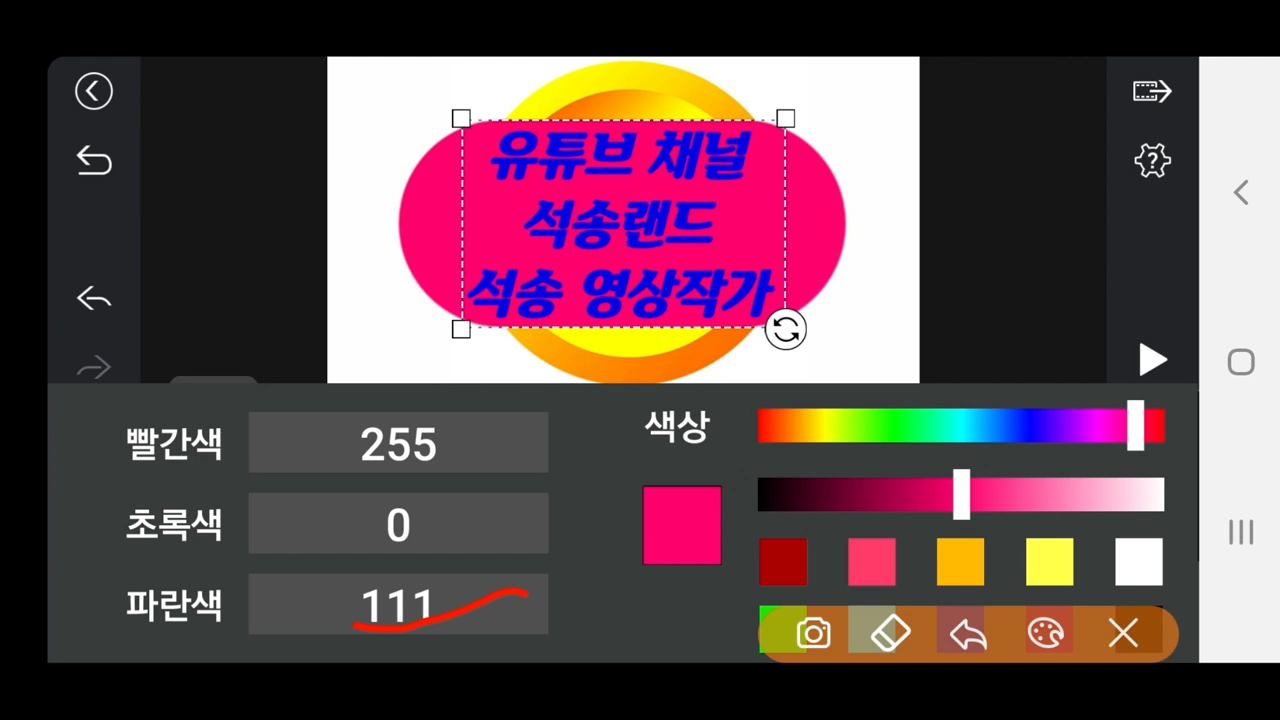 유튜브 채널
석송랜드
석송 영상작가
빨간색 255
초록색 0
파란색 111
색상